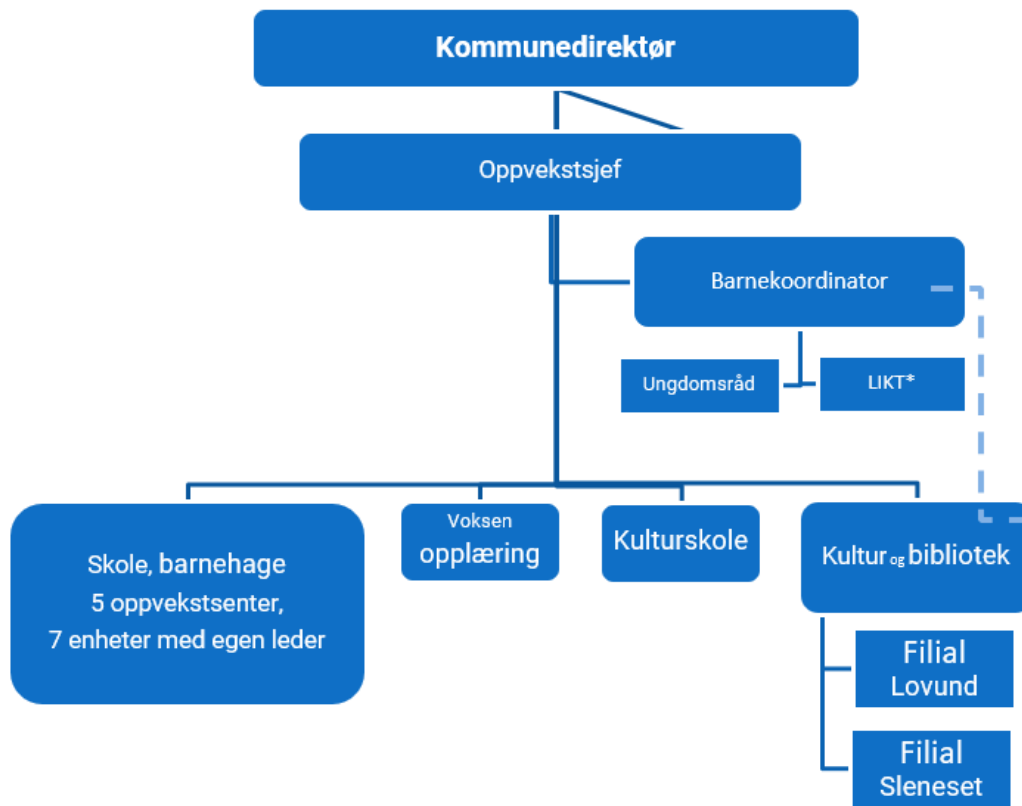 Kommunedirektør
Oppvekstsjef
Barnekoordinator
Ungdomsråd
LIKT*
Skole, barnehage
5 oppvekstsenter,
7 enheter med egen leder
Voksen
opplæring
Kulturskole
Kultur og bibliotek
Filial
Lovund
Filial
Sleneset